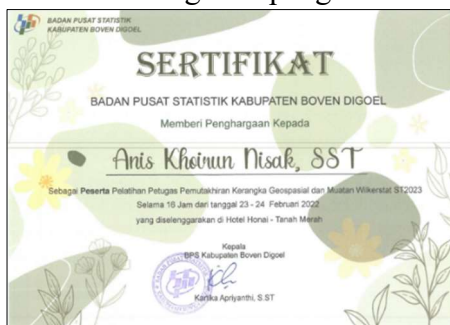 BADAN PUSAT STATISTIK
KABUPATEN BOVEN DIGOEL
SERTIFIKAT
BADAN PUSAT STATISTIK KABUPATEN BOVEN DIGOEL
Memberi Penghargaan Kepada
Anis Khoirun Nisak, SST
Sebagai Peserta Pelatihan Petugas Pemutakhiran Kerangka Geospasial dan Muatan Wilkerstat ST2023
Selama 16 Jam dari tanggal 23 - 24 Februari 2022
yang diselenggarakan di Hotel Honai - Tanah Merah
Kepala
BPS Kabupaten Boven Digoel
Kartika Apriyanthi, S.ST